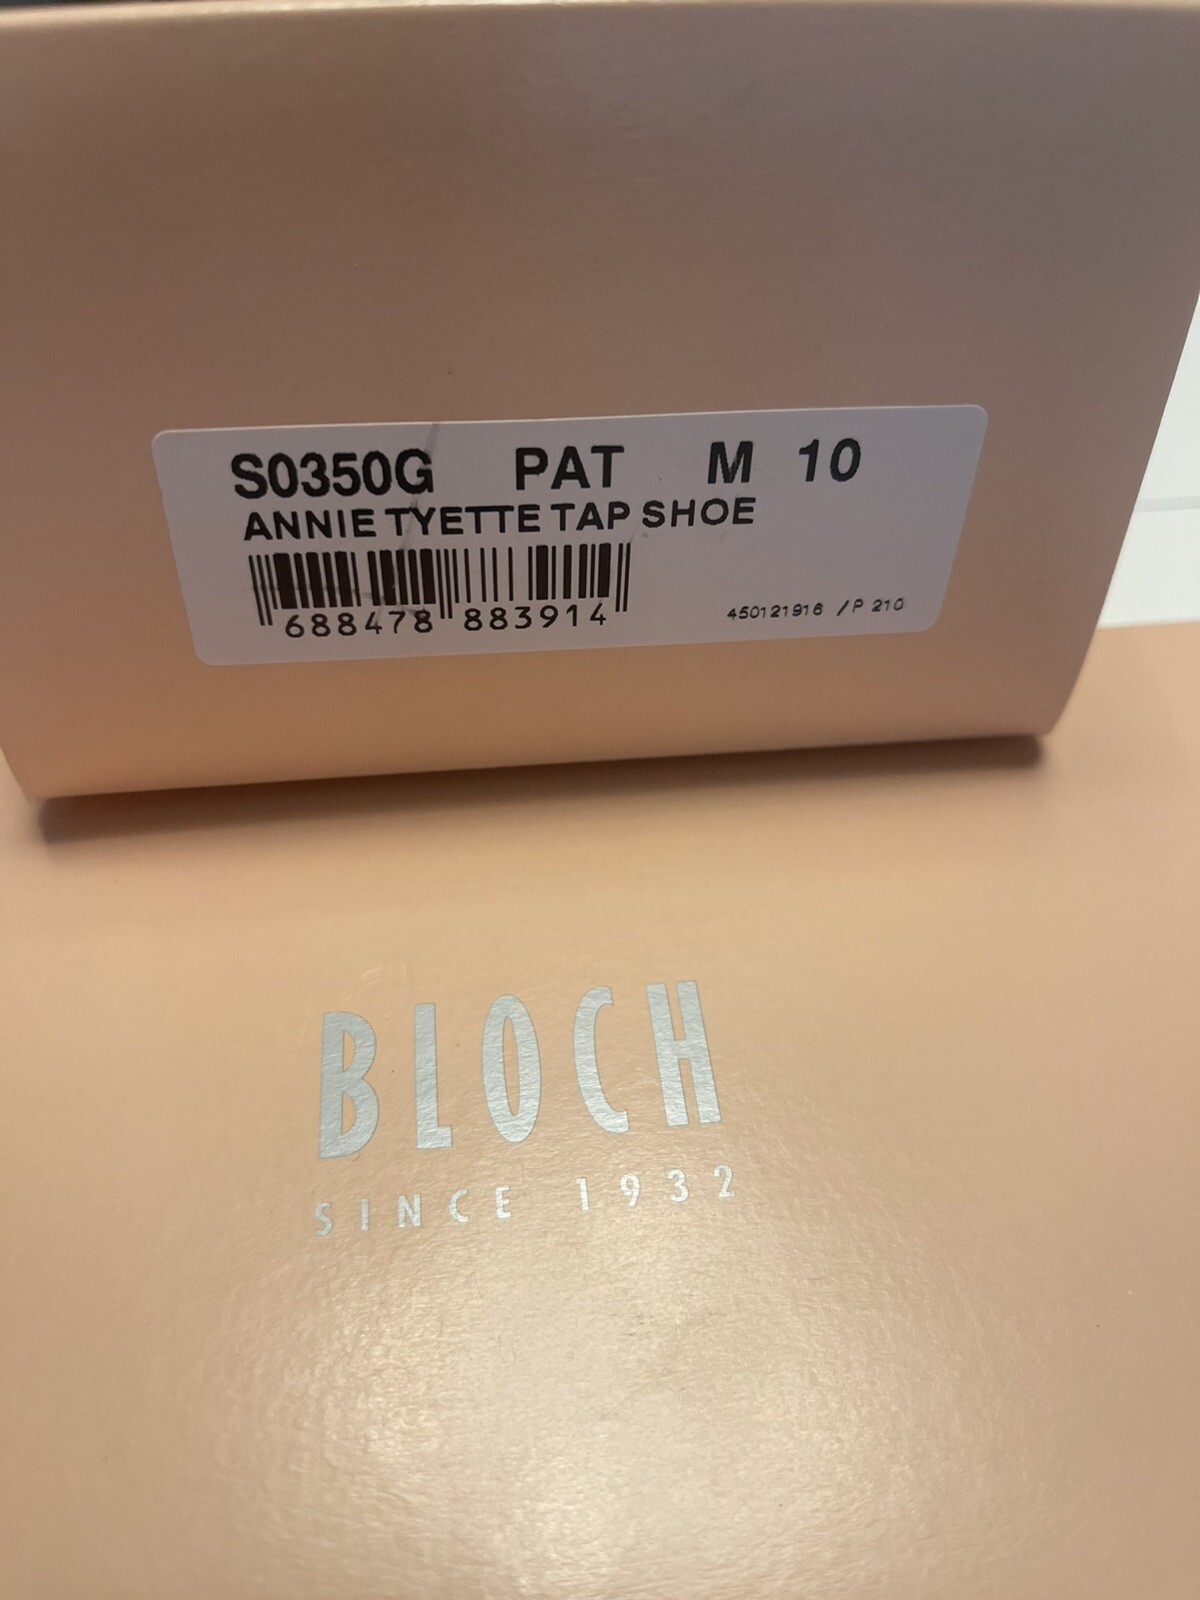 S0350G PAT M 10
ANNIE TYETTE TAP SHOE
688478 883914
450121916 /P 210
BLOCH
SINCE 1932